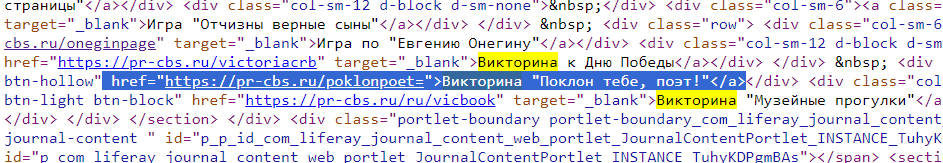 страницы"</a></div> <div class="col-sm-12 d-block d-sm-none">&nbsp;</div> <div class="col-sm-6"><a class=
target="_blank">Игра "Отчизны верные сыны"</a></div> </div> &nbsp; <div class="row"> <div class="col-sm-6
cbs.ru/oneginpage" target="_blank">Игра по "Евгению Онегину"</a></div> <div class="col-sm-12 d-block d-sm
href="https://pr-cbs.ru/victoriacrb" target="_blank">Викторина к Дню Победы</a></div> </div> &nbsp; <div
btn-hollow" href="https://pr-cbs.ru/poklonpoet=">Викторина "Поклон тебе, поэт!"</a></div> <div class="col
btn-light btn-block" href="https://pr-cbs.ru/ru/vicbook" target="_blank">Викторина "Музейные прогулки"</a
</div> </div> </section> </div> <div class="portlet-boundary portlet-boundary_com_liferay_journal_content
journal-content " id="p_p_id_com_liferay_journal_content_web_portlet_JournalContentPortlet_INSTANCE_TuhyK
id="p_com_liferay_journal_content_web_portlet_JournalContentPortlet_INSTANCE_TuhyKDPgmBAs"></span> <secti